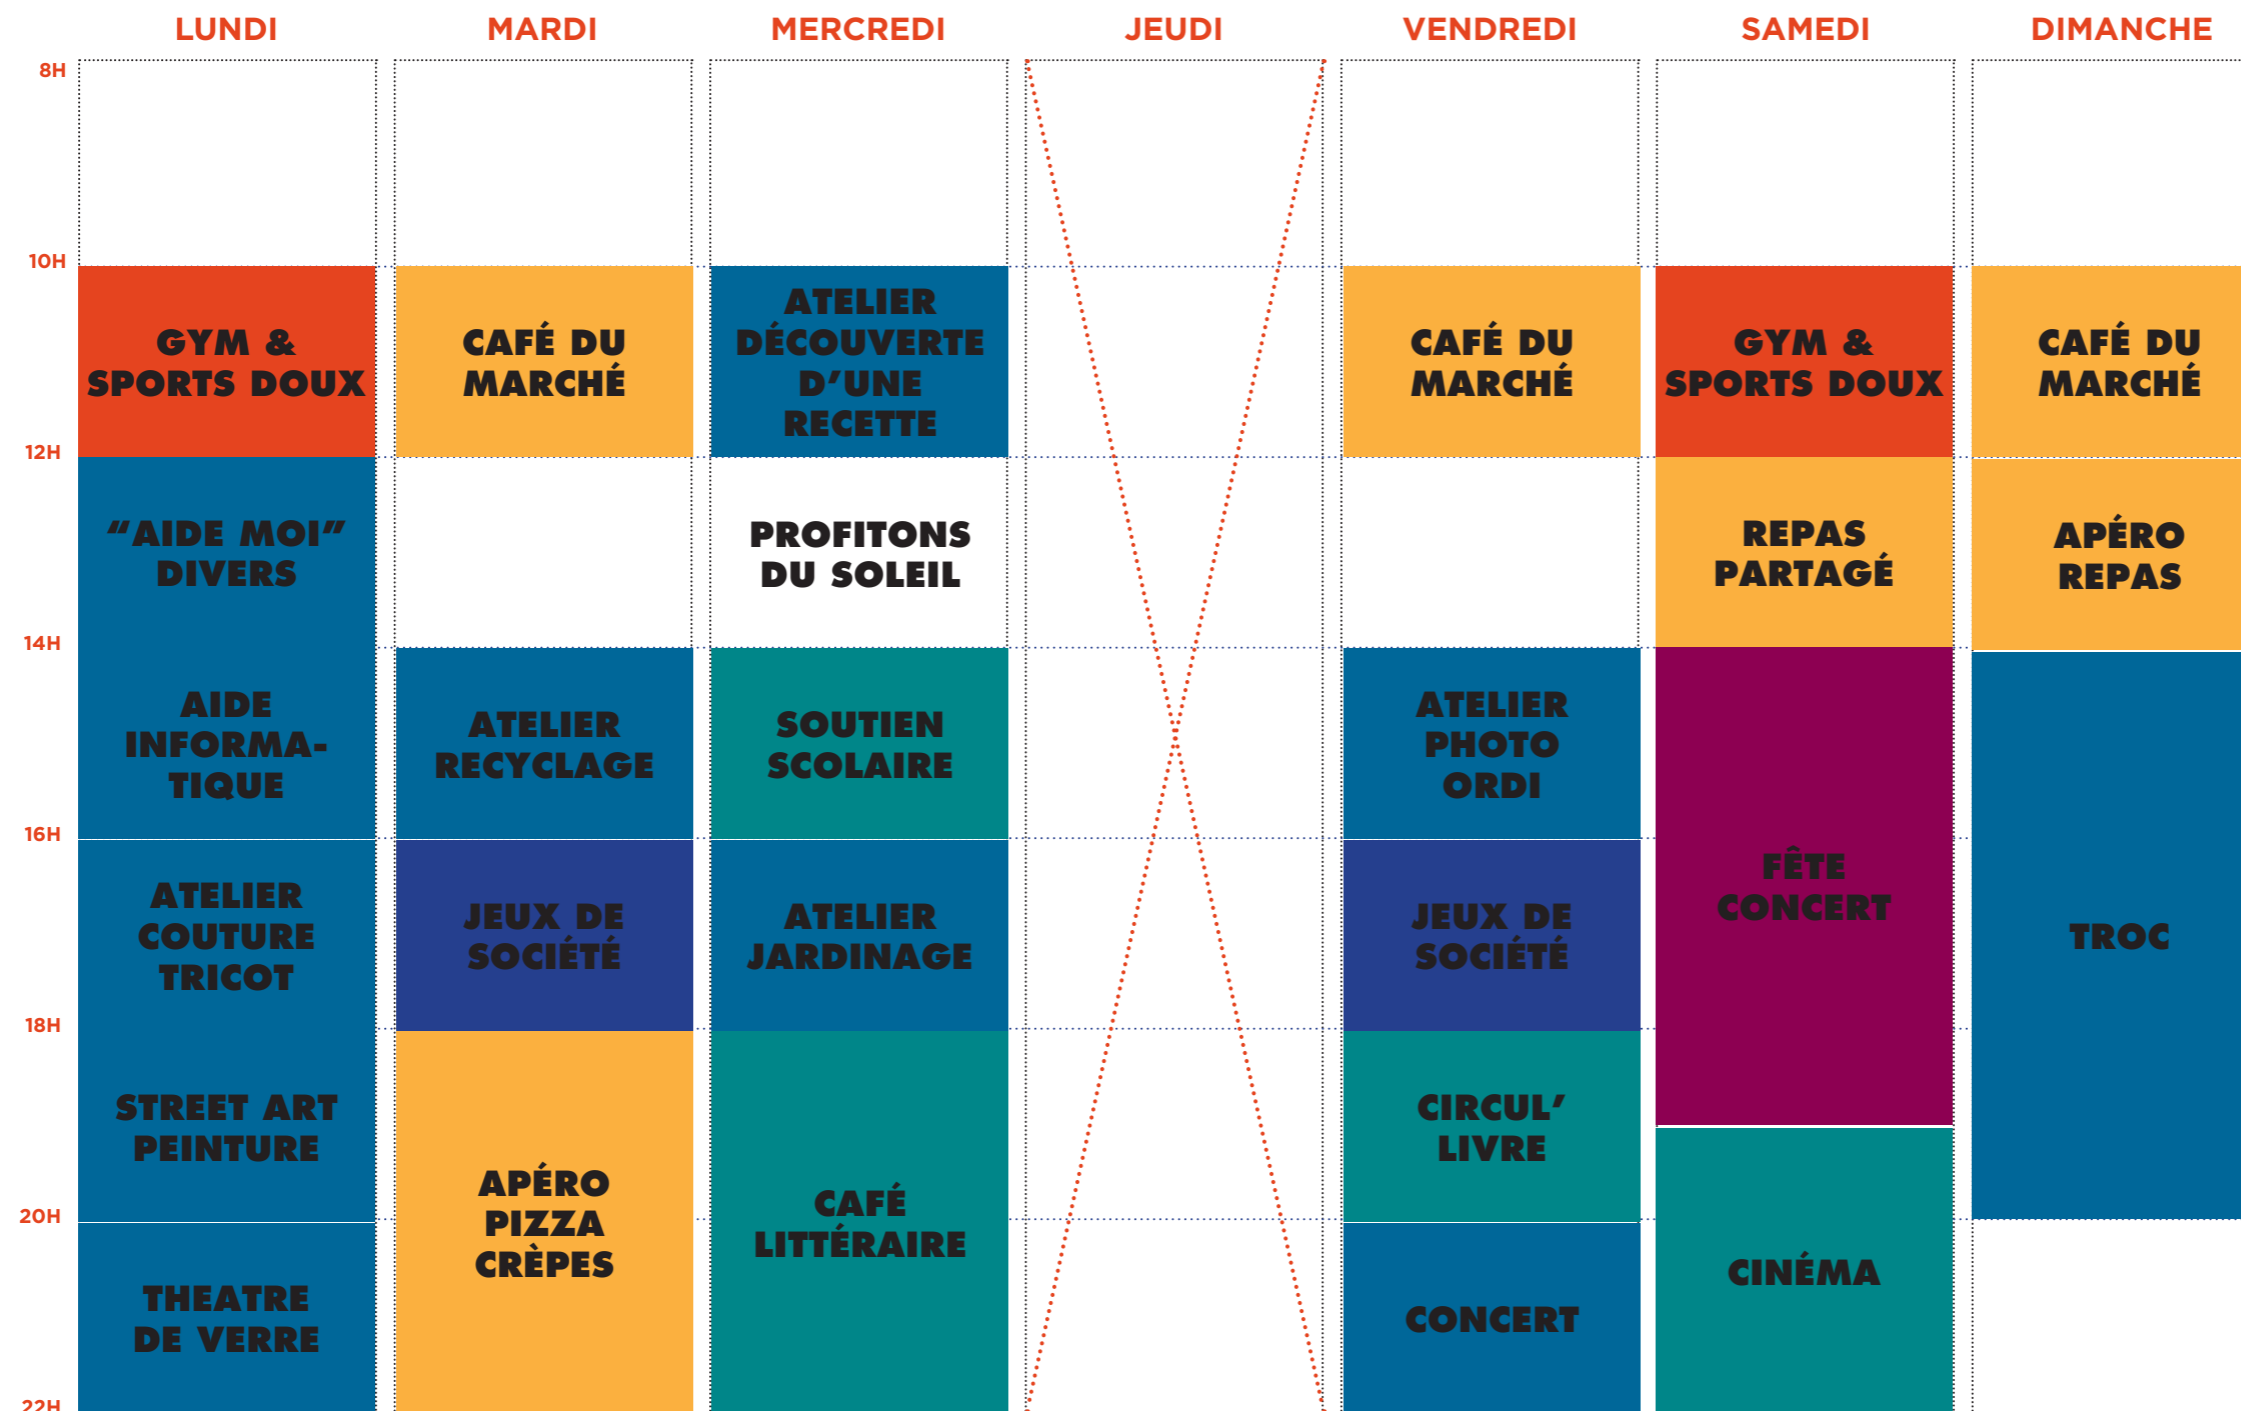 LUNDI
MARDI
MERCREDI
JEUDI
VENDREDI
SAMEDI
DIMANCHE
8H
10H
12H
14H
16H
18H
20H
22H
GYM &
SPORTS DOUX
“AIDE MOI”
DIVERS
AIDE
INFORMA-
TIQUE
ATELIER
COUTURE
TRICOT
STREET ART
PEINTURE
THEATRE
DE VERRE
CAFÉ DU
MARCHÉ
ATELIER
RECYCLAGE
JEUX DE
SOCIÉTÉ
APÉRO
PIZZA
CRÈPES
ATELIER
DÉCOUVERTE
D’UNE
RECETTE
PROFITONS
DU SOLEIL
SOUTIEN
SCOLAIRE
ATELIER
JARDINAGE
CAFÉ
LITTÉRAIRE
CAFÉ DU
MARCHÉ
ATELIER
PHOTO
ORDI
JEUX DE
SOCIÉTÉ
CIRCUL’
LIVRE
CONCERT
GYM &
SPORTS DOUX
REPAS
PARTAGÉ
FÊTE
CONCERT
CINÉMA
CAFÉ DU
MARCHÉ
APÉRO
REPAS
TROC